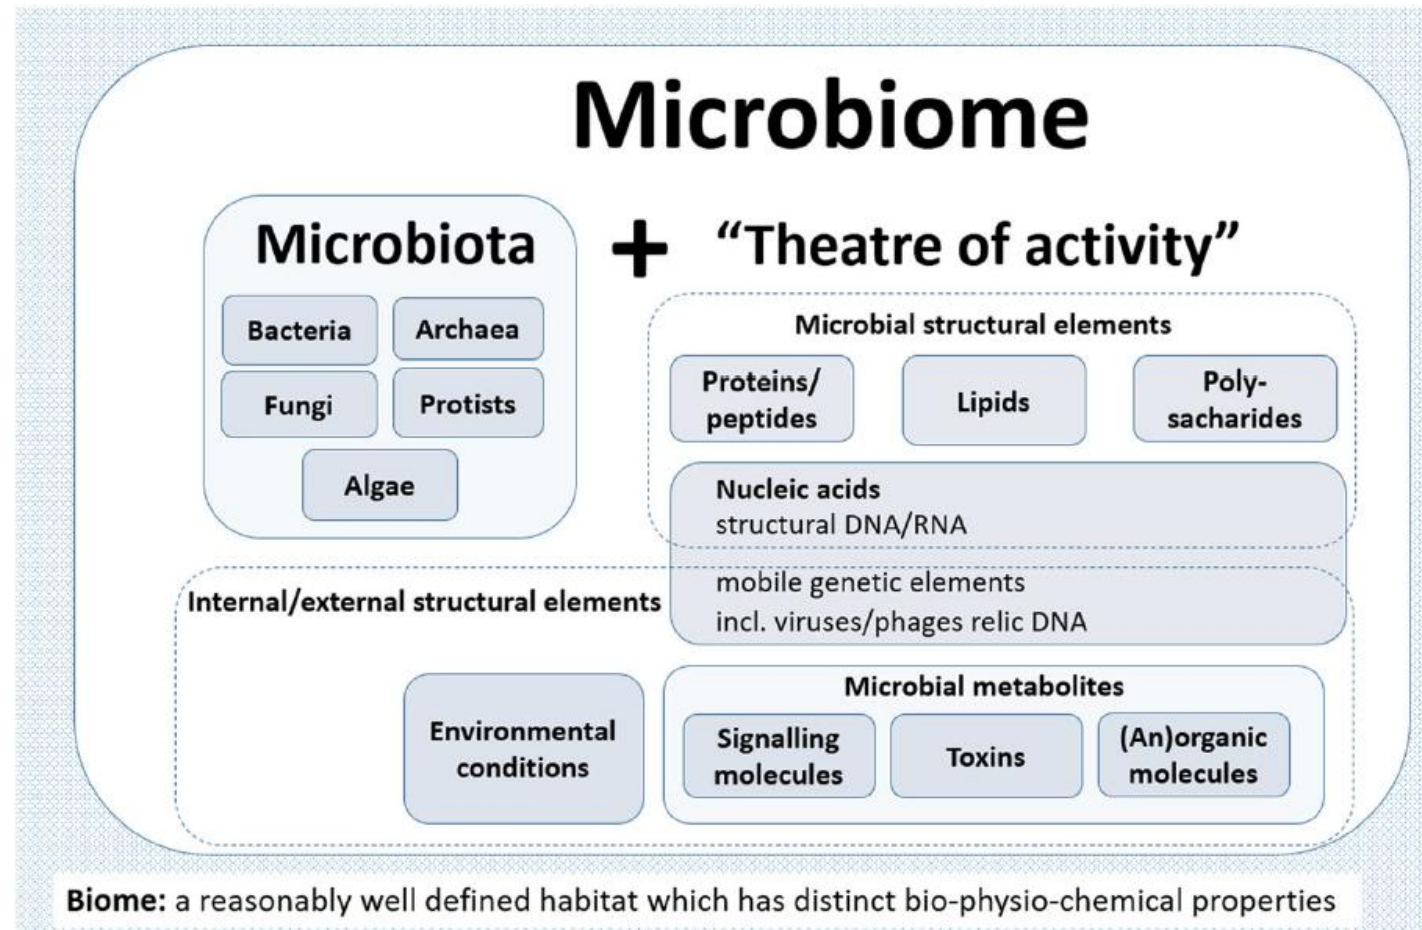 Microbiome
Microbiota
+
“Theatre of activity”
Bacteria
Archaea
Fungi
Protists
Algae
Microbial structural elements
Proteins/
peptides
Lipids
Poly-
sacharides
Nucleic acids
structural DNA/RNA
mobile genetic elements
incl. viruses/phages relic DNA
Internal/external structural elements
Environmental
conditions
Microbial metabolites
Signalling
molecules
Toxins
(An)organic
molecules
Biome: a reasonably well defined habitat which has distinct bio-physio-chemical properties